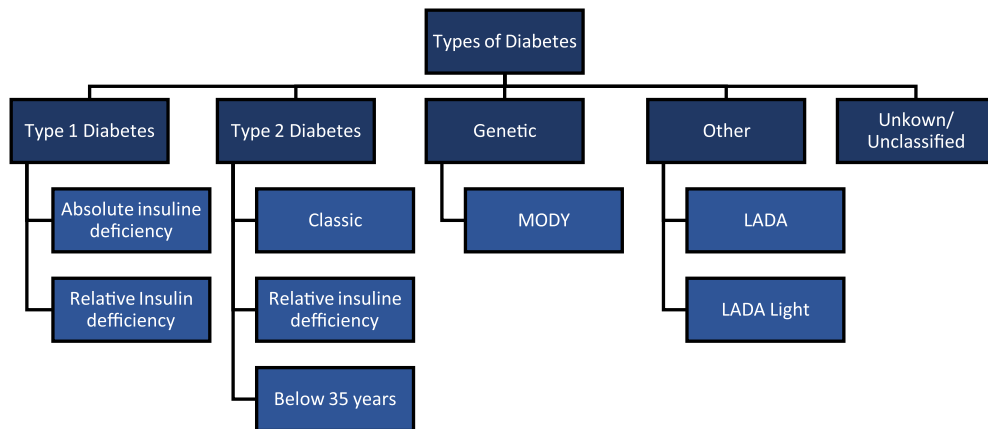 Types of Diabetes
Type 1 Diabetes
Type 2 Diabetes
Genetic
Other
Unkown/
Unclassified
Absolute insuline
deficiency
Classic
MODY
LADA
Relative Insulin
defficiency
Relative insuline
defficiency
LADA Light
Below 35 years